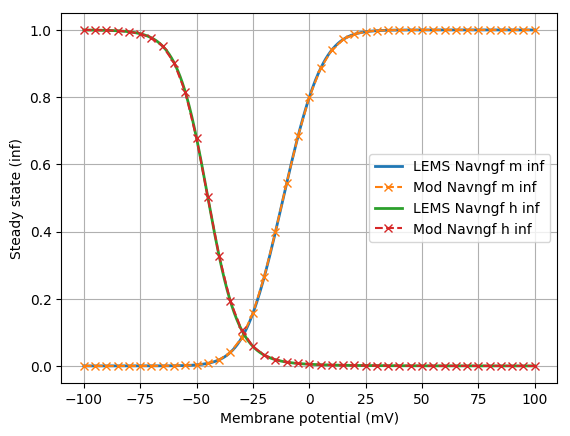 1.0
0.8
0.6
0.4
0.2
0.0
Steady state (inf)
LEMS Navngf m inf
Mod Navngf m inf
LEMS Navngf h inf
Mod Navngf h inf
−100 −75 −50 −25 0 25 50 75 100
Membrane potential (mV)